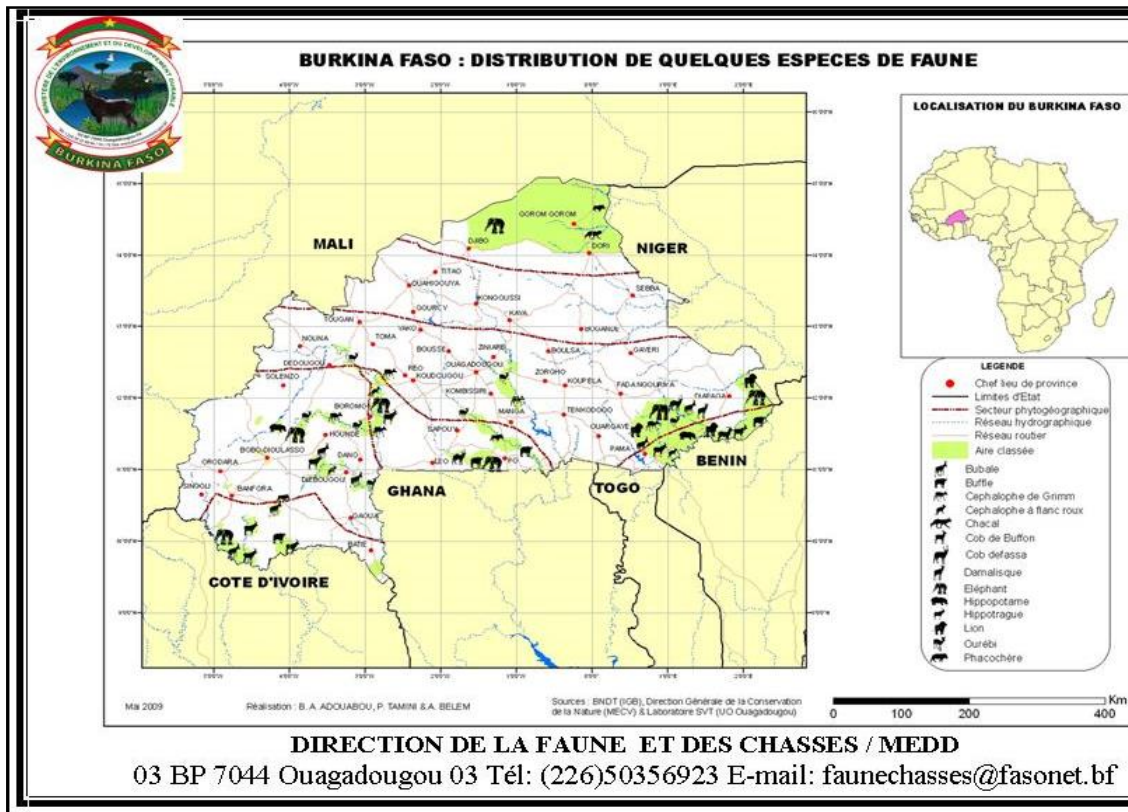 MINISTÈRE DE L'ENVIRONNEMENT ET DU DEVELOPPEMENT DURABLE
BURKINA FASO
BURKINA FASO : DISTRIBUTION DE QUELQUES ESPECES DE FAUNE
LOCALISATION DU BURKINA FASO
MALI
NIGER
GOROM GOROM
DJIBO
DORI
TITAO
OUAHIGOUYA
SEBBA
KONGOUSSI
GOURCY
KAYA
TOUGAN
YAKO
BOGANDE
NOUNA
TOMA
BOUSSE
ZINIARE
BOULSA
GAYERI
DEDOUGOU
OUAGADOUGOU
REO
KOUDOUGOU
ZORGHO
KOUPELA
SOLENZO
KOMBISSIRI
FADA NGOURMA
DIAPAGA
BOROMO
MANGA
TENKODOGO
HOUNDE
SAPOUY
OUARGAYE
BOBO-DIOULASSO
DANO
LEO
PO
PAMA
BENIN
ORODARA
DIEBOUGOU
SINDOU
BANFORA
GHANA
TOGO
GAOUA
BATIE
COTE D'IVOIRE
LEGENDE
Chef lieu de province
Limites d'Etat
Secteur phytogéographique
Réseau hydrographique
Réseau routier
Aire classée
Bubale
Buffle
Cephalophe de Grimm
Cephalophe à flanc roux
Chacal
Cob de Buffon
Cob defassa
Damalisque
Eléphant
Hippopotame
Hippotrague
Lion
Ourébi
Phacochère
Mai 2009
Réalisation : B. A. ADOUABOU, P. TAMINI & A. BELEM
Sources : BNDT (IGB), Direction Générale de la Conservation
de la Nature (MECV) & Laboratoire SVT (UO Ouagadougou)
Km
0 100 200 400
DIRECTION DE LA FAUNE ET DES CHASSES / MEDD
03 BP 7044 Ouagadougou 03 Tél: (226)50356923 E-mail: faunechasses@fasonet.bf